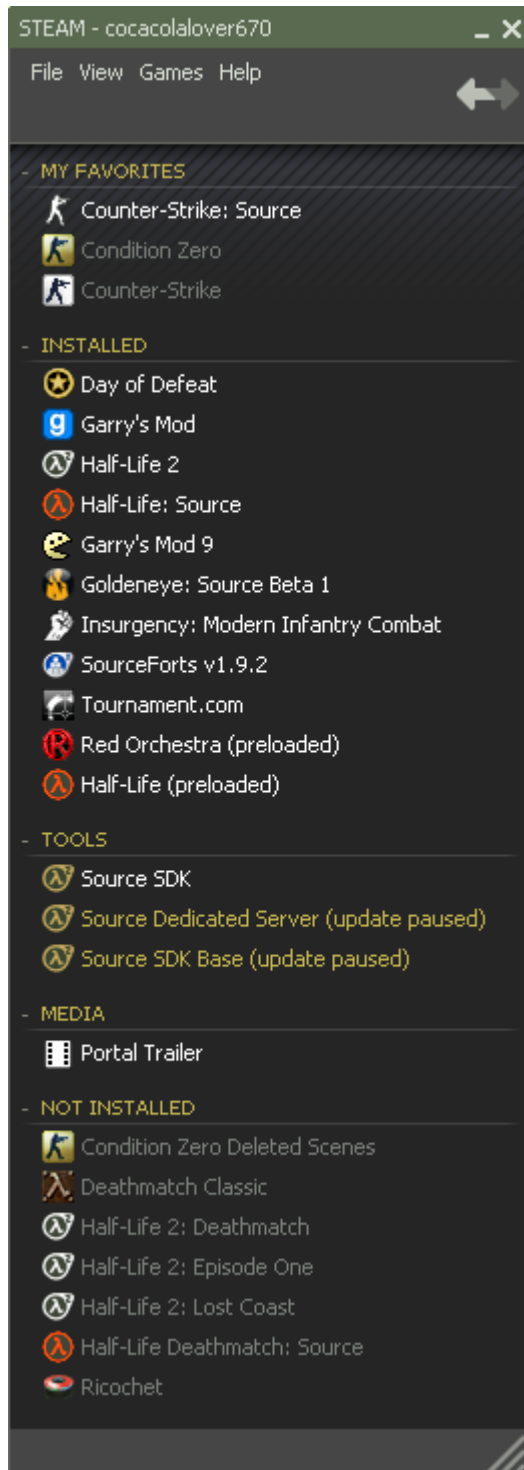 STEAM - cocacolalover670
File View Games Help
- MY FAVORITES
Counter-Strike: Source
Condition Zero
Counter-Strike
- INSTALLED
Day of Defeat
Garry's Mod
Half-Life 2
Half-Life: Source
Garry's Mod 9
Goldeneye: Source Beta 1
Insurgency: Modern Infantry Combat
SourceForts v1.9.2
Tournament.com
Red Orchestra (preloaded)
Half-Life (preloaded)
- TOOLS
Source SDK
Source Dedicated Server (update paused)
Source SDK Base (update paused)
- MEDIA
Portal Trailer
- NOT INSTALLED
Condition Zero Deleted Scenes
Deathmatch Classic
Half-Life 2: Deathmatch
Half-Life 2: Episode One
Half-Life 2: Lost Coast
Half-Life Deathmatch: Source
Ricochet